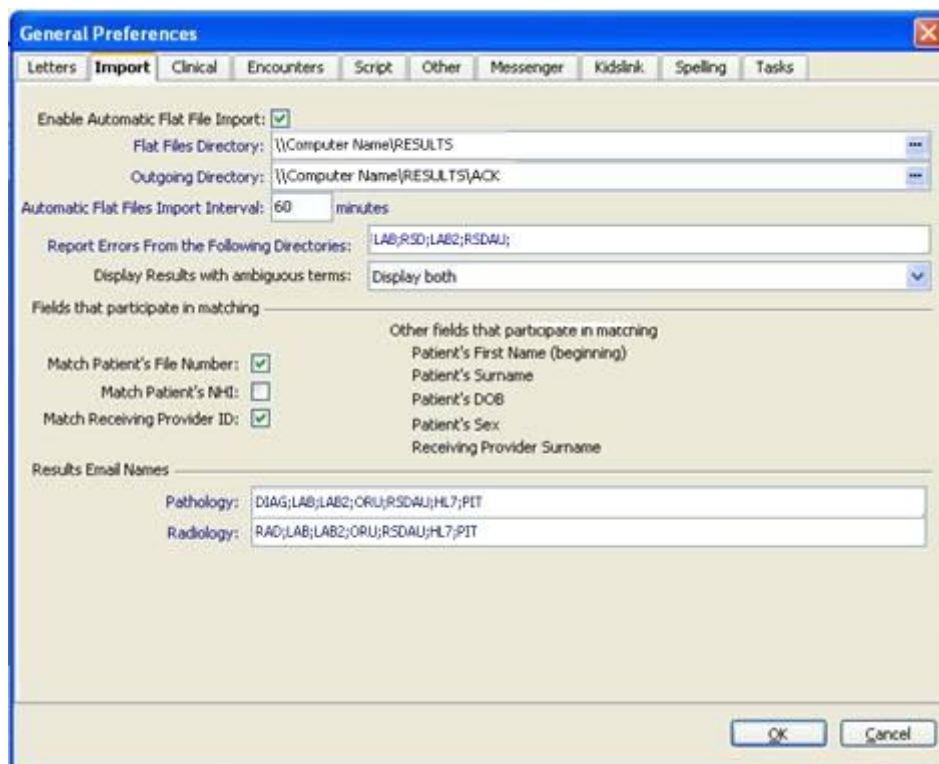 General Preferences
Letters Import Clinical Encounters Script Other Messenger Kidslink Spelling Tasks
Enable Automatic Flat File Import:
Flat Files Directory: \\Computer Name\RESULTS ...
Outgoing Directory: \\Computer Name\RESULTS\ACK ...
Automatic Flat Files Import Interval: 60 minutes
Report Errors From the Following Directories: LAB;RSD;LAB2;RSDAU;
Display Results with ambiguous terms: Display both
Fields that participate in matching
Other fields that participate in matching
Patient's First Name (beginning)
Match Patient's File Number:
Patient's Surname
Match Patient's NHI:
Patient's DOB
Match Receiving Provider ID:
Patient's Sex
Receiving Provider Surname
Results Email Names
Pathology: DIAG;LAB;LAB2;ORU;RSDAU;HL7;PIT
Radiology: RAD;LAB;LAB2;ORU;RSDAU;HL7;PIT
OK Cancel